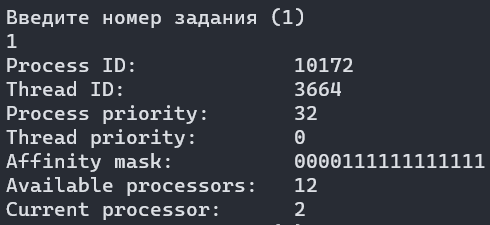 Введите номер задания (1)
1
Process ID: 10172
Thread ID: 3664
Process priority: 32
Thread priority: 0
Affinity mask: 0000111111111111
Available processors: 12
Current processor: 2